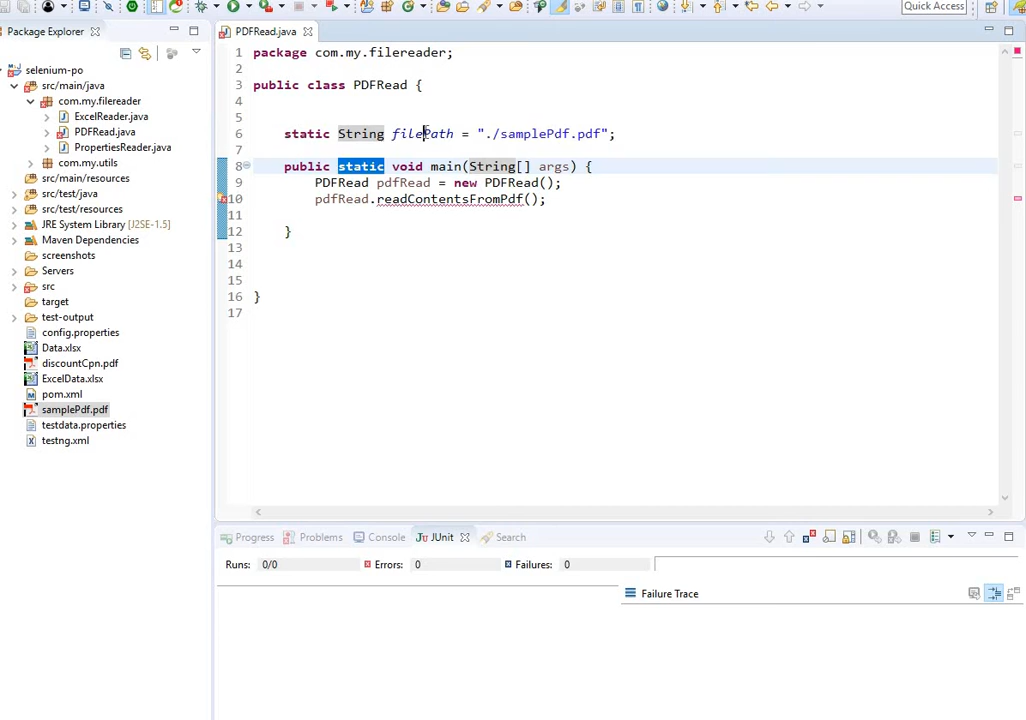 Quick Access
Package Explorer
PDFRead.java
selenium-po
src/main/java
com.my.filereader
ExcelReader.java
PDFRead.java
PropertiesReader.java
com.my.utils
src/main/resources
src/test/java
src/test/resources
JRE System Library [J2SE-1.5]
Maven Dependencies
screenshots
Servers
src
target
test-output
config.properties
Data.xlsx
discountCpn.pdf
ExcelData.xlsx
pom.xml
samplePdf.pdf
testdata.properties
testng.xml
1 package com.my.filereader;
2
3 public class PDFRead {
4
5
6 static String filePath = "./samplePdf.pdf";
7
8 public static void main(String[] args) {
9 PDFRead pdfRead = new PDFRead();
10 pdfRead.readContentsFromPdf();
11
12 }
13
14
15
16 }
17
Progress Problems Console JUnit Search
Runs: 0/0 Errors: 0 Failures: 0
Failure Trace